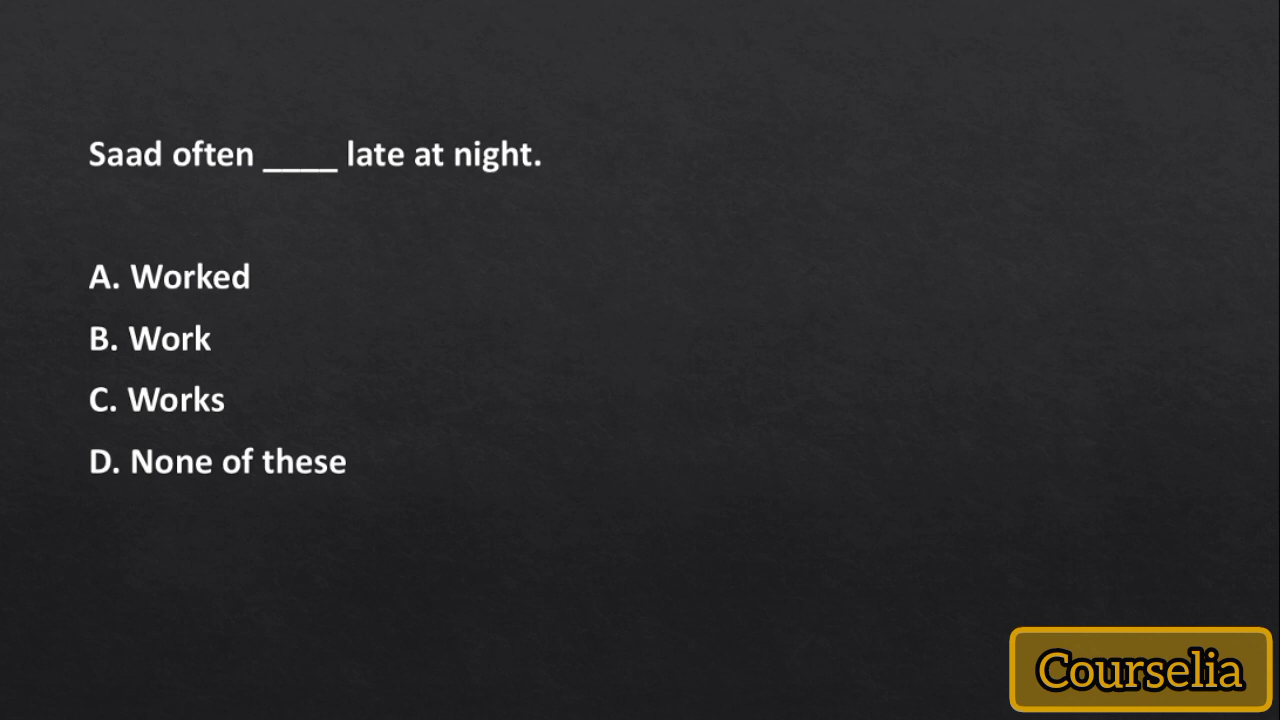 Saad often ____ late at night.
A. Worked
B. Work
C. Works
D. None of these
Courselia